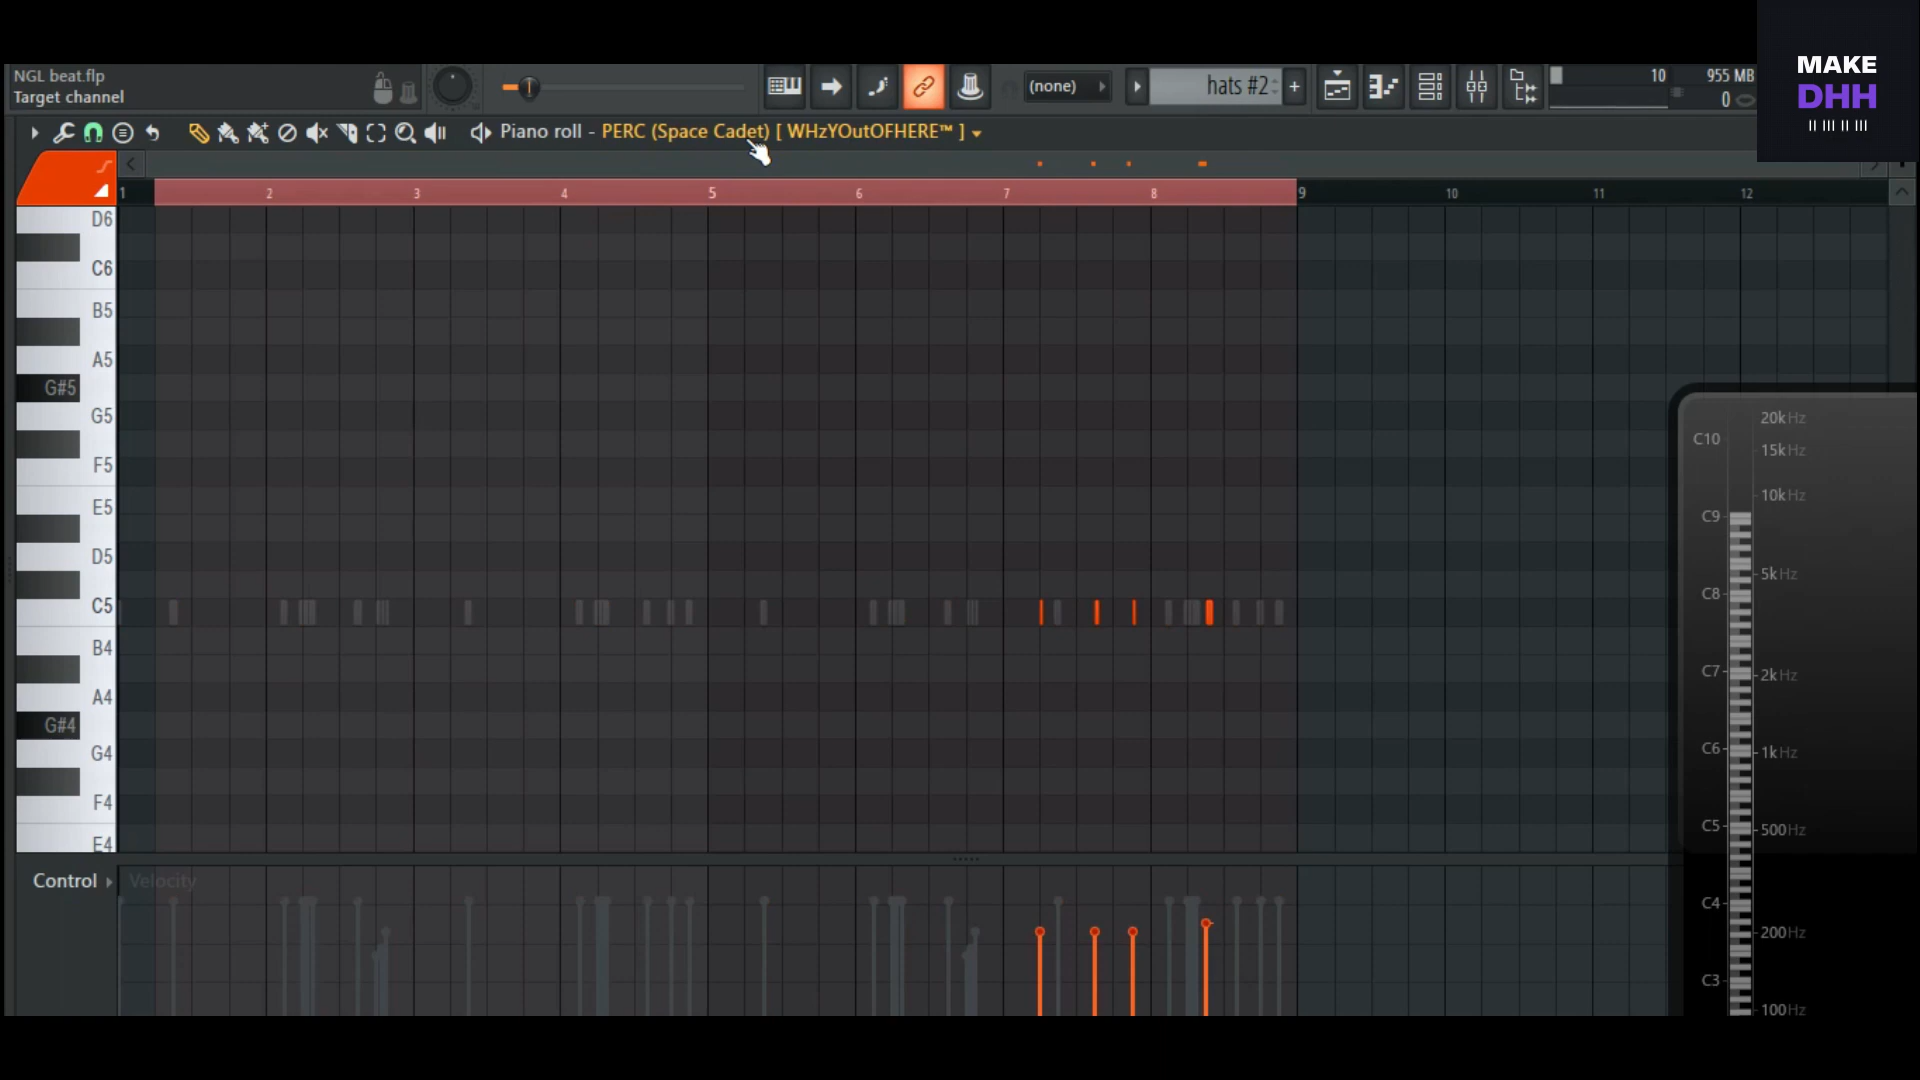 NGL beat.flp
Target channel
(none)
hats #2
10
955 MB
0
MAKE
DHH
Piano roll - PERC (Space Cadet) [ WHzYOutOFHERE™ ]
1 2 3 4 5 6 7 8 9 10 11 12
D6
C6
B5
A5
G#5
G5
F5
E5
D5
C5
B4
A4
G#4
G4
F4
E4
Control
Velocity
20kHz
C10
15kHz
10kHz
C9
5kHz
C8
C7
2kHz
C6
1kHz
C5
500Hz
C4
200Hz
C3
100Hz